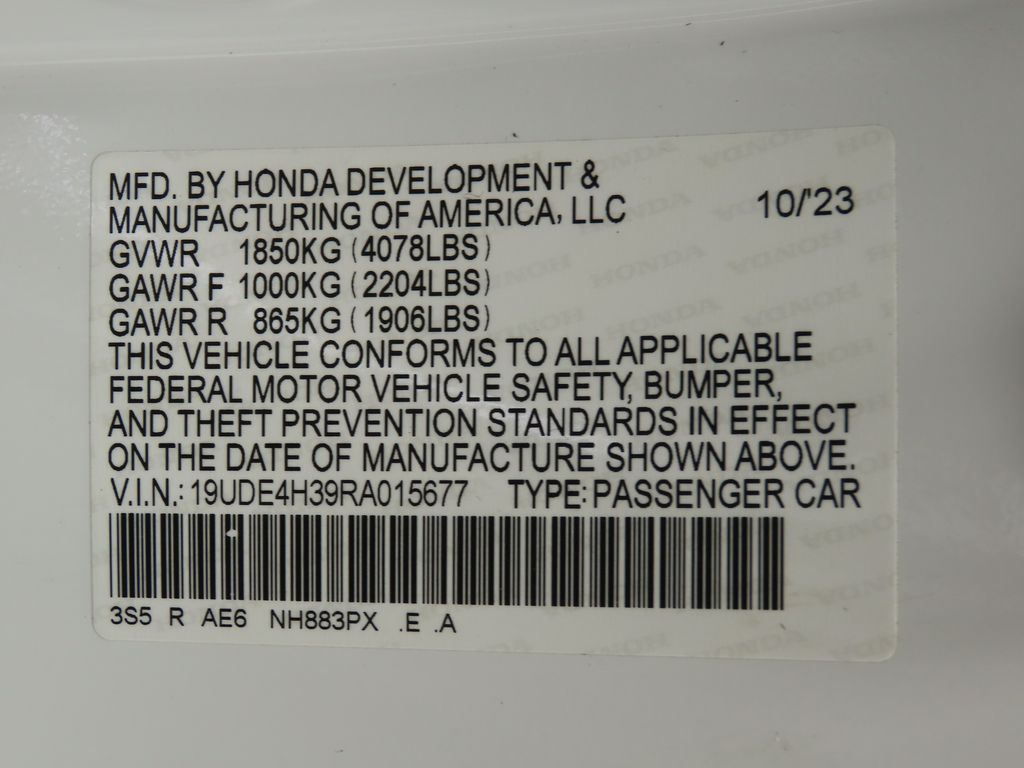 MFD. BY HONDA DEVELOPMENT &
MANUFACTURING OF AMERICA, LLC 10/'23
GVWR 1850KG (4078LBS)
GAWR F 1000KG (2204LBS)
GAWR R 865KG (1906LBS)
THIS VEHICLE CONFORMS TO ALL APPLICABLE
FEDERAL MOTOR VEHICLE SAFETY, BUMPER,
AND THEFT PREVENTION STANDARDS IN EFFECT
ON THE DATE OF MANUFACTURE SHOWN ABOVE.
V.I.N.: 19UDE4H39RA015677 TYPE: PASSENGER CAR
3S5 R AE6 NH883PX .E .A